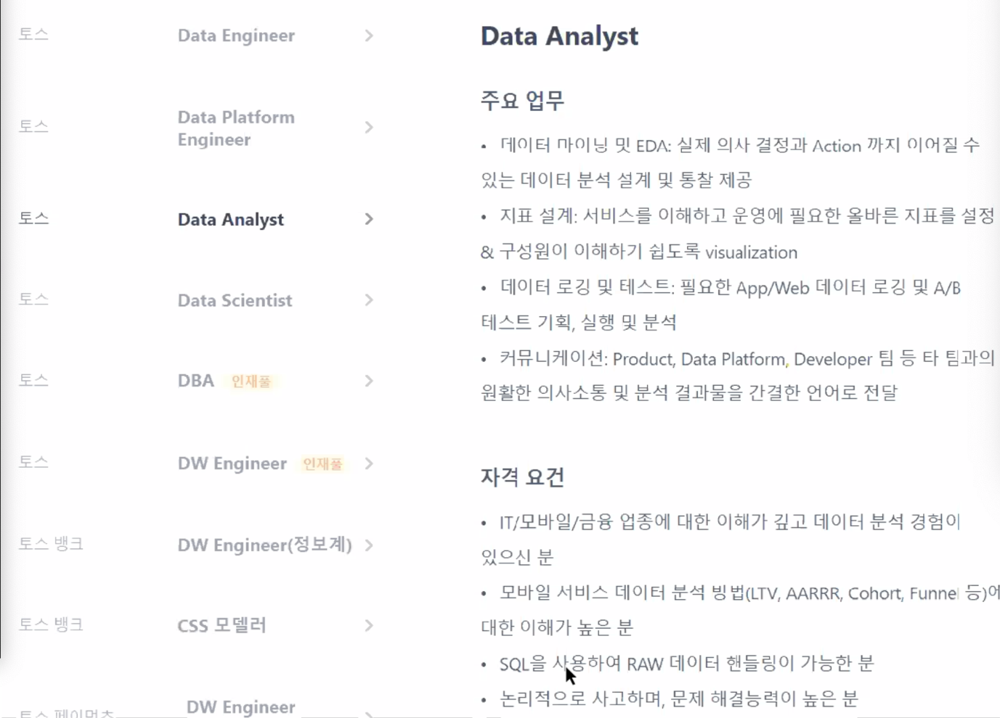 토스
Data Engineer
토스
Data Platform
Engineer
토스
Data Analyst
토스
Data Scientist
토스
DBA 인재풀
토스
DW Engineer 인재풀
토스 뱅크
DW Engineer(정보계)
토스 뱅크
CSS 모델러
토스 페이먼츠
DW Engineer
Data Analyst
주요 업무
• 데이터 마이닝 및 EDA: 실제 의사 결정과 Action 까지 이어질 수
있는 데이터 분석 설계 및 통찰 제공
• 지표 설계: 서비스를 이해하고 운영에 필요한 올바른 지표를 설정
& 구성원이 이해하기 쉽도록 visualization
• 데이터 로깅 및 테스트: 필요한 App/Web 데이터 로깅 및 A/B
테스트 기획, 실행 및 분석
• 커뮤니케이션: Product, Data Platform, Developer 팀 등 타 팀과의
원활한 의사소통 및 분석 결과물을 간결한 언어로 전달
자격 요건
• IT/모바일/금융 업종에 대한 이해가 깊고 데이터 분석 경험이
있으신 분
• 모바일 서비스 데이터 분석 방법(LTV, AARRR, Cohort, Funnel 등)에
대한 이해가 높은 분
• SQL을 사용하여 RAW 데이터 핸들링이 가능한 분
• 논리적으로 사고하며, 문제 해결능력이 높은 분